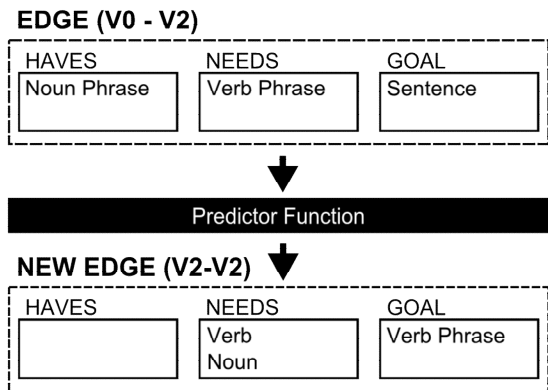 EDGE (V0 - V2)
HAVES NEEDS GOAL
Noun Phrase Verb Phrase Sentence
Predictor Function
NEW EDGE (V2-V2)
HAVES NEEDS GOAL
Verb Verb Phrase
Noun